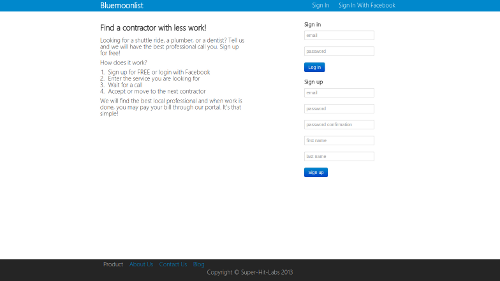 Bluemoonlist
Sign In Sign In With Facebook
Find a contractor with less work!
Looking for a shuttle ride, a plumber, or a dentist? Tell us
and we will have the best professional call you. Sign up
for free!
How does it work?
1. Sign up for FREE or login with Facebook
2. Enter the service you are looking for
3. Wait for a call
4. Accept or move to the next contractor
We will find the best local professional and when work is
done, you may pay your bill through our portal. It's that
simple!
Sign in
email
password
Log in
Sign up
email
password
password confirmation
first name
last name
Sign up
Product About Us Contact Us Blog
Copyright © Super-Hit-Labs 2013